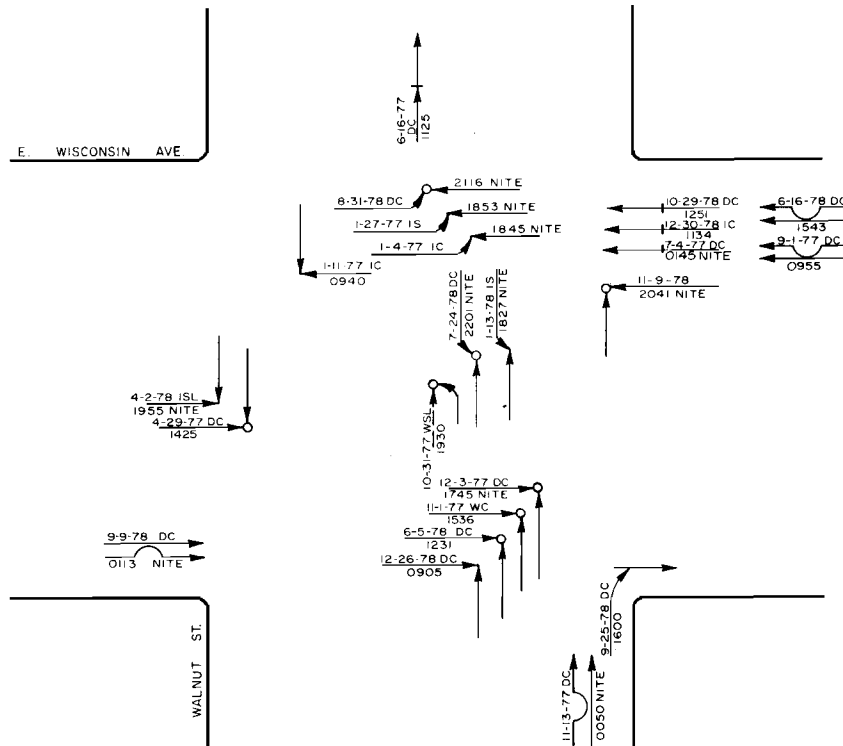 6-16-77
DC
1125
E. WISCONSIN AVE.
2116 NITE
8-31-78 DC
1853 NITE
1-27-77 IS
1845 NITE
1-4-77 IC
1-11-77 IC
0940
10-29-78 DC
1251
12-30-78 IC
1134
7-4-77 DC
0145 NITE
6-16-78 DC
1543
9-1-77 DC
0955
11-9-78
2041 NITE
7-24-78 DC
2201 NITE
1-13-78 IS
1827 NITE
4-2-78 ISL
1955 NITE
4-29-77 DC
1425
10-31-77 WSL
1930
12-3-77 DC
1745 NITE
11-1-77 WC
1536
6-5-78 DC
1231
12-26-78 DC
0905
9-9-78 DC
0113 NITE
9-25-78 DC
1600
WALNUT ST.
11-13-77 DC
0050 NITE